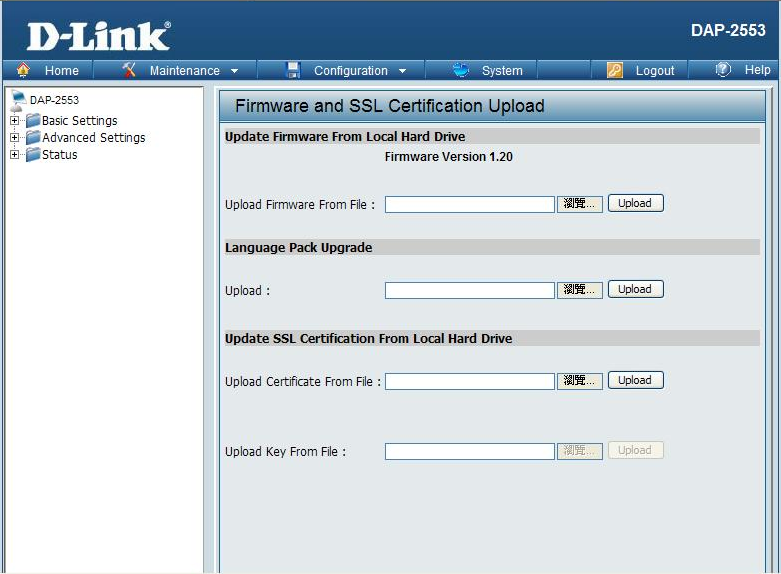 D-Link®
DAP-2553
Home Maintenance Configuration System Logout Help
DAP-2553
Basic Settings
Advanced Settings
Status
Firmware and SSL Certification Upload
Update Firmware From Local Hard Drive
Firmware Version 1.20
Upload Firmware From File : 瀏覽... Upload
Language Pack Upgrade
Upload : 瀏覽... Upload
Update SSL Certification From Local Hard Drive
Upload Certificate From File : 瀏覽... Upload
Upload Key From File : 瀏覽... Upload